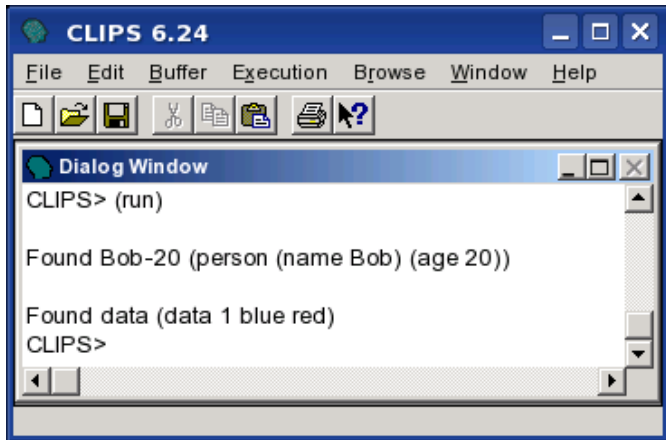 CLIPS 6.24
File Edit Buffer Execution Browse Window Help
Dialog Window
CLIPS> (run)
Found Bob-20 (person (name Bob) (age 20))
Found data (data 1 blue red)
CLIPS>